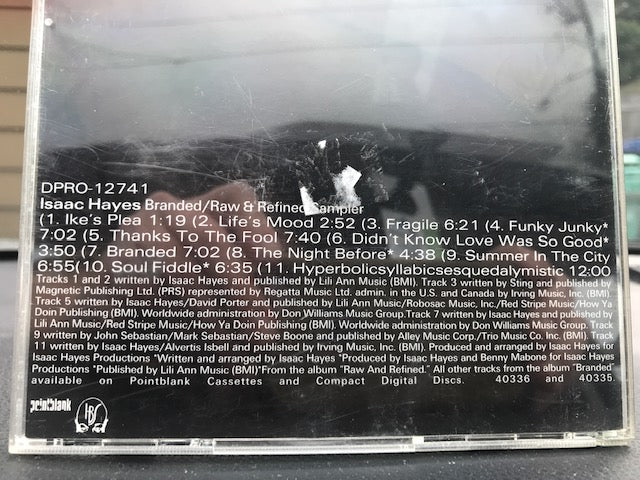 DPRO-12741
Isaac Hayes Branded/Raw & Refined Sampler
(1. Ike's Plea 1:19 (2. Life's Mood 2:52 (3. Fragile 6:21 (4. Funky Junky*
7:02 (5. Thanks To The Fool 7:40 (6. Didn't Know Love Was So Good*
3:50 (7. Branded 7:02 (8. The Night Before* 4:38 (9. Summer In The City
6:55(10. Soul Fiddle* 6:35 (11. Hyperbolicsyllabicsesquedalymistic 12:00
Tracks 1 and 2 written by Isaac Hayes and published by Lili Ann Music (BMI). Track 3 written by Sting and published by
Magnetic Publishing Ltd. (PRS) represented by Regatta Music Ltd. admin. in the U.S. and Canada by Irving Music, Inc. (BMI).
Track 5 written by Isaac Hayes/David Porter and published by Lili Ann Music/Robosac Music, Inc./Red Stripe Music/How Ya
Doin Publishing (BMI). Worldwide administration by Don Williams Music Group.Track 7 written by Isaac Hayes and published by
Lili Ann Music/Red Stripe Music/How Ya Doin Publishing (BMI). Worldwide administration by Don Williams Music Group. Track
9 written by John Sebastian/Mark Sebastian/Steve Boone and published by Alley Music Corp./Trio Music Co. Inc. (BMI). Track
11 written by Isaac Hayes/Alvertis Isbell and published by Irving Music, Inc. (BMI). Produced and arranged by Isaac Hayes for
Isaac Hayes Productions *Written and arranged by Isaac Hayes *Produced by Isaac Hayes and Benny Mabone for Isaac Hayes
Productions *Published by Lili Ann Music (BMI)*From the album "Raw And Refined." All other tracks from the album "Branded"
available on Pointblank Cassettes and Compact Digital Discs. 40336 and 40335.
pointblank